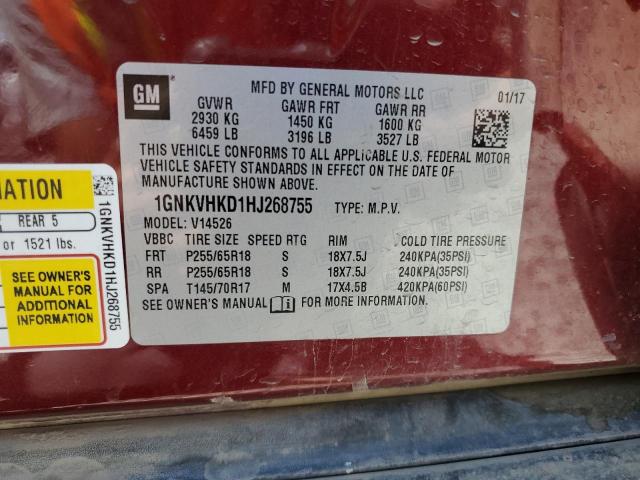 GM
MFD BY GENERAL MOTORS LLC
01/17
GVWR GAWR FRT GAWR RR
2930 KG 1450 KG 1600 KG
6459 LB 3196 LB 3527 LB
THIS VEHICLE CONFORMS TO ALL APPLICABLE U.S. FEDERAL MOTOR
VEHICLE SAFETY STANDARDS IN EFFECT ON THE DATE OF
MANUFACTURE SHOWN ABOVE.
1GNKVHKD1HJ268755 TYPE: M.P.V.
MODEL: V14526
VBBC TIRE SIZE SPEED RTG RIM COLD TIRE PRESSURE
FRT P255/65R18 S 18X7.5J 240KPA(35PSI)
RR P255/65R18 S 18X7.5J 240KPA(35PSI)
SPA T145/70R17 M 17X4.5B 420KPA(60PSI)
SEE OWNER'S MANUAL FOR MORE INFORMATION.
REAR 5
or 1521 lbs.
SEE OWNER'S
MANUAL FOR
ADDITIONAL
INFORMATION
1GNKVHKD1HJ268755